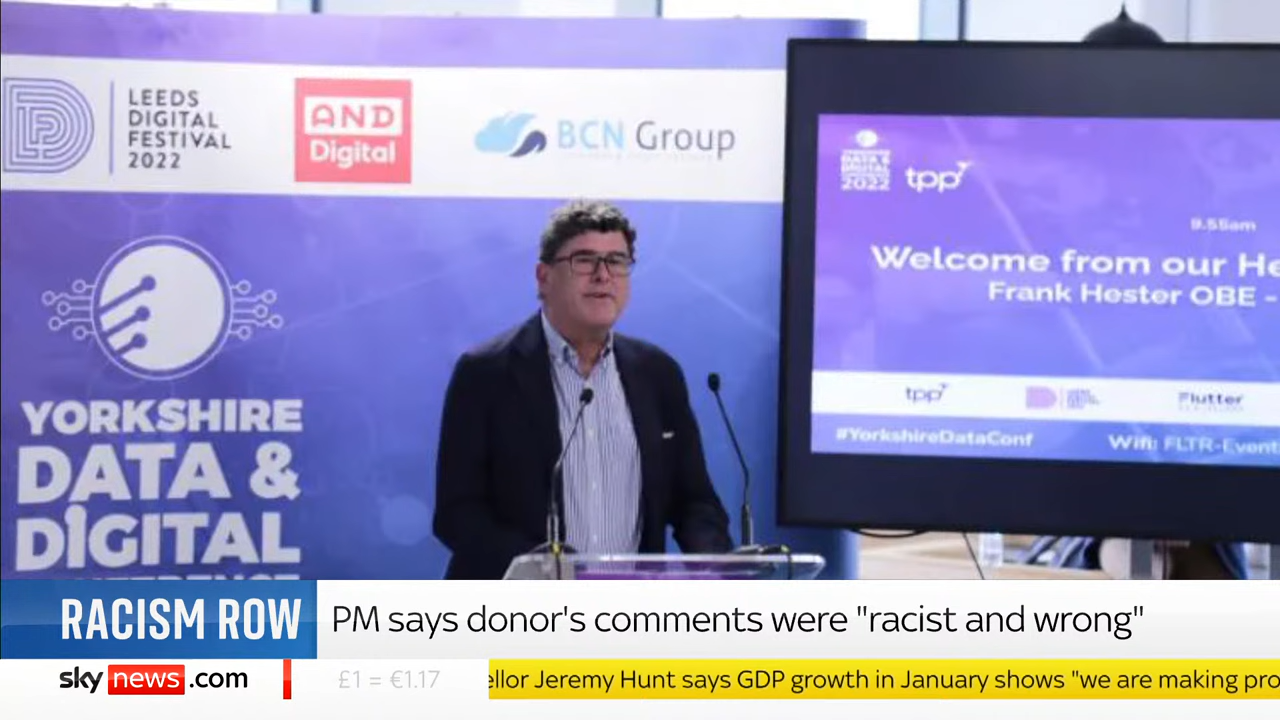 LEEDS
DIGITAL
FESTIVAL
2022
AND
Digital
BCN Group
YORKSHIRE
DATA &
DIGITAL
CONFERENCE
DATA &
2022
tpp
9.55am
Welcome from our He
Frank Hester OBE -
tpp
Flutter
#YorkshireDataConf
Wifi: FLTR-Event
RACISM ROW
PM says donor's comments were "racist and wrong"
sky news.com
£1 = €1.17
ellor Jeremy Hunt says GDP growth in January shows "we are making pro